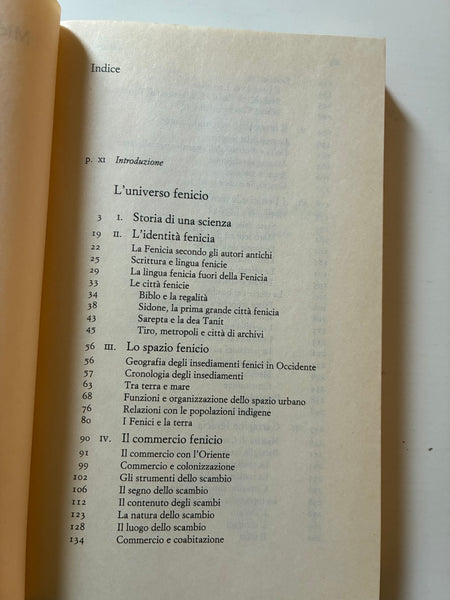 Indice
p. XI Introduzione
L'universo fenicio
3 I. Storia di una scienza
19 II. L'identità fenicia
22 La Fenicia secondo gli autori antichi
25 Scrittura e lingua fenicie
29 La lingua fenicia fuori della Fenicia
33 Le città fenicie
34 Biblo e la regalità
38 Sidone, la prima grande città fenicia
43 Sarepta e la dea Tanit
45 Tiro, metropoli e città di archivi
56 III. Lo spazio fenicio
56 Geografia degli insediamenti fenici in Occidente
57 Cronologia degli insediamenti
63 Tra terra e mare
68 Funzioni e organizzazione dello spazio urbano
76 Relazioni con le popolazioni indigene
80 I Fenici e la terra
90 IV. Il commercio fenicio
91 Il commercio con l'Oriente
99 Commercio e colonizzazione
102 Gli strumenti dello scambio
106 Il segno dello scambio
112 Il contenuto degli scambi
123 La natura dello scambio
128 Il luogo dello scambio
134 Commercio e coabitazione